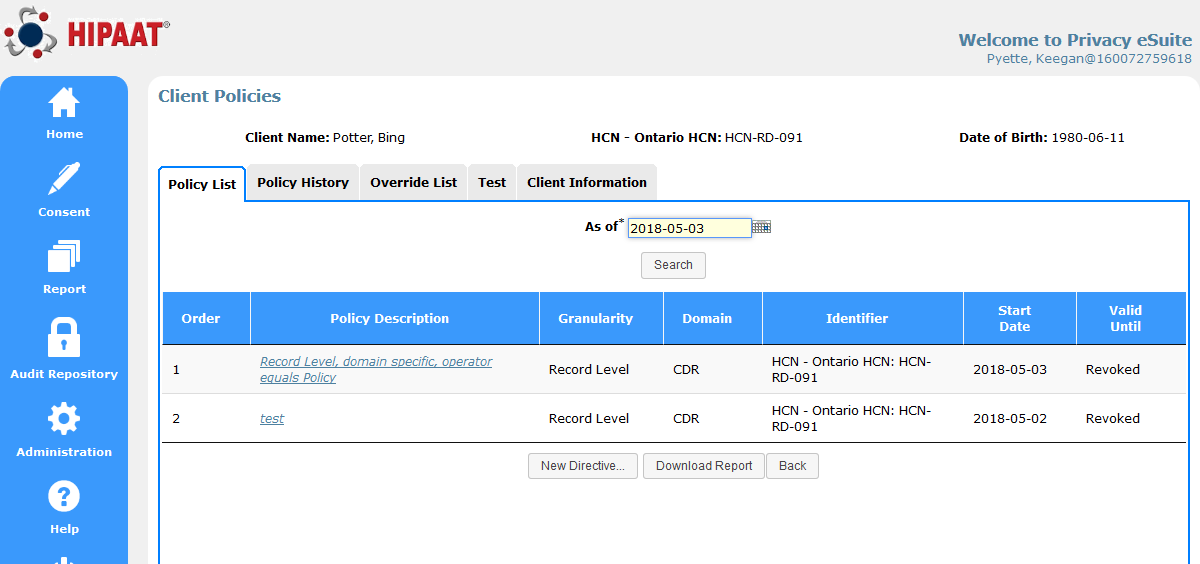 HIPAAT®
Welcome to Privacy eSuite
Pyette, Keegan@160072759618
Home
Consent
Report
Audit Repository
Administration
Help
Client Policies
Client Name: Potter, Bing HCN - Ontario HCN: HCN-RD-091 Date of Birth: 1980-06-11
Policy List Policy History Override List Test Client Information
As of* 2018-05-03
Search
Order Policy Description Granularity Domain Identifier Start Date Valid Until
1 Record Level, domain specific, operator equals Policy Record Level CDR HCN - Ontario HCN: HCN-RD-091 2018-05-03 Revoked
2 test Record Level CDR HCN - Ontario HCN: HCN-RD-091 2018-05-02 Revoked
New Directive... Download Report Back